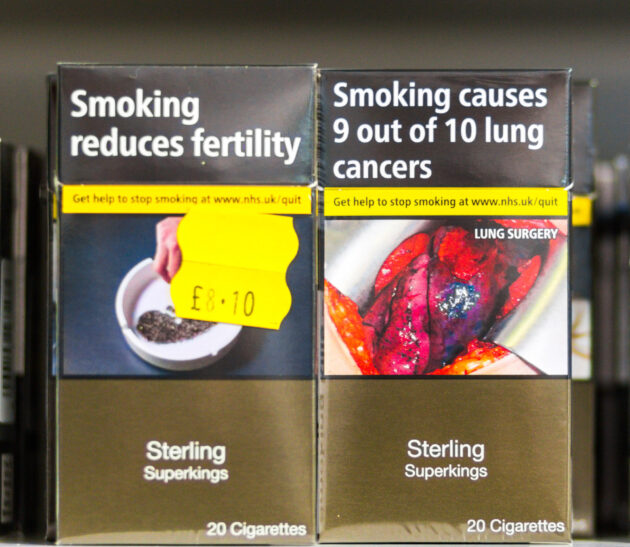 Smoking
reduces fertility
Get help to stop smoking at www.nhs.uk/quit
£8.10
Sterling
Superkings
20 Cigarettes
Smoking causes
9 out of 10 lung
cancers
Get help to stop smoking at www.nhs.uk/quit
LUNG SURGERY
Sterling
Superkings
20 Cigarettes